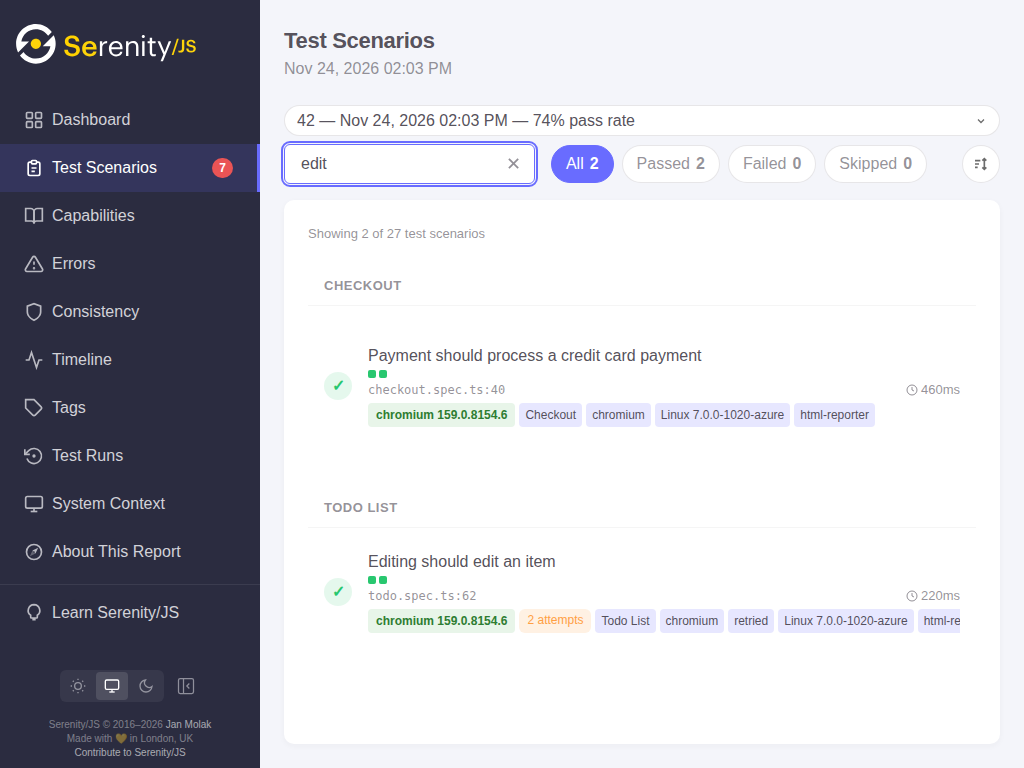 Serenity/JS
Dashboard
Test Scenarios 7
Capabilities
Errors
Consistency
Timeline
Tags
Test Runs
System Context
About This Report
Learn Serenity/JS
Serenity/JS © 2016–2026 Jan Molak
Made with 💛 in London, UK
Contribute to Serenity/JS
Test Scenarios
Nov 24, 2026 02:03 PM
42 — Nov 24, 2026 02:03 PM — 74% pass rate
edit
All 2 Passed 2 Failed 0 Skipped 0
Showing 2 of 27 test scenarios
CHECKOUT
Payment should process a credit card payment
checkout.spec.ts:40 460ms
chromium 159.0.8154.6 Checkout chromium Linux 7.0.0-1020-azure html-reporter
TODO LIST
Editing should edit an item
todo.spec.ts:62 220ms
chromium 159.0.8154.6 2 attempts Todo List chromium retried Linux 7.0.0-1020-azure html-re